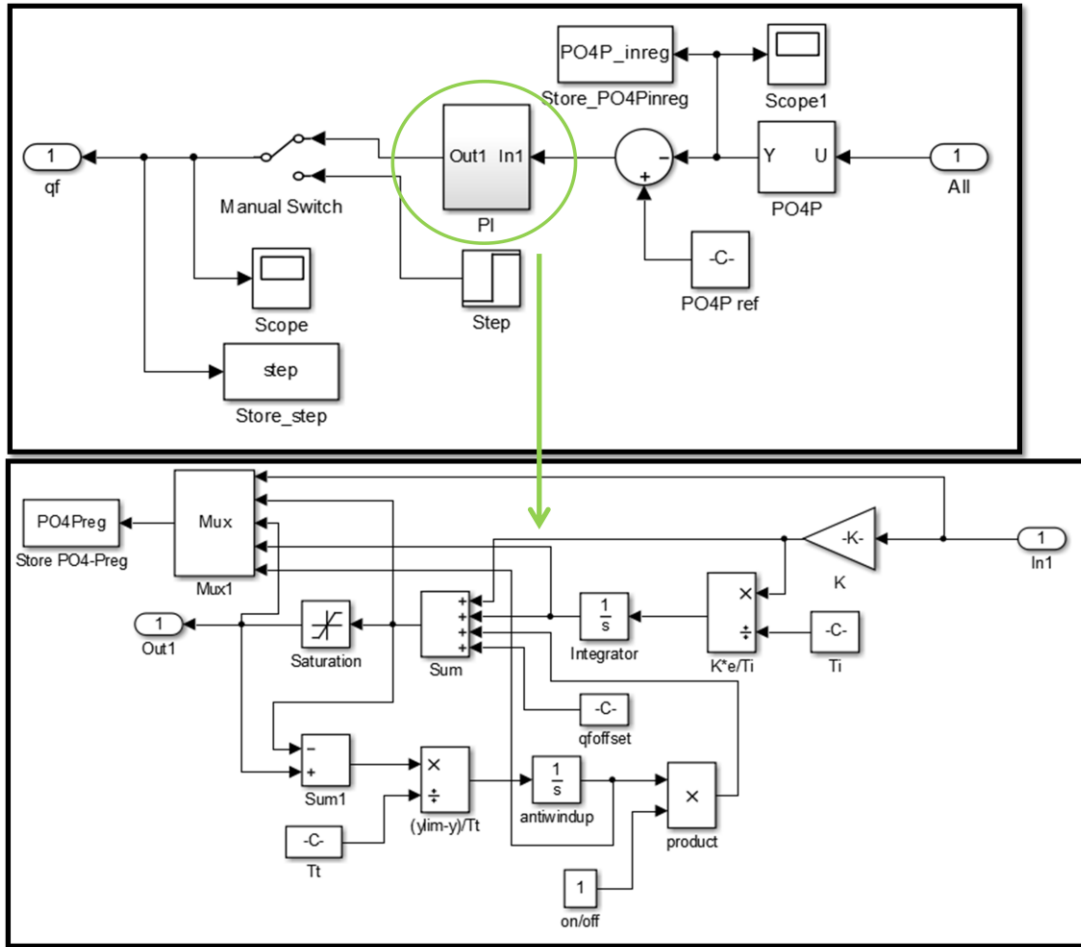 PO4P_inreg
Store_PO4Pinreg
Scope1
1
qf
Manual Switch
Out1 In1
PI
- +
Y U
PO4P
1
All
-C-
PO4P ref
Scope
Step
step
Store_step
PO4Preg
Store PO4-Preg
Mux
Mux1
-K-
K
1
In1
1
Out1
Saturation
+
+
+
+
Sum
1
s
Integrator
×
÷
K*e/Ti
-C-
Ti
-C-
qfoffset
−
+
Sum1
×
÷
(ylim-y)/Tt
1
s
antiwindup
×
product
-C-
Tt
1
on/off